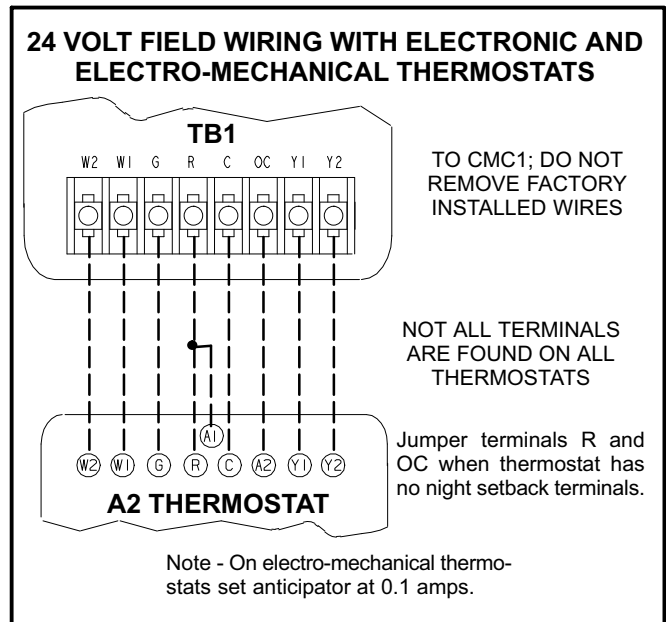 24 VOLT FIELD WIRING WITH ELECTRONIC AND
ELECTRO-MECHANICAL THERMOSTATS
TB1
W2 W1 G R C OC Y1 Y2
TO CMC1; DO NOT
REMOVE FACTORY
INSTALLED WIRES
NOT ALL TERMINALS
ARE FOUND ON ALL
THERMOSTATS
A1
W2 W1 G R C A2 Y1 Y2
Jumper terminals R and
OC when thermostat has
no night setback terminals.
A2 THERMOSTAT
Note - On electro-mechanical thermo-
stats set anticipator at 0.1 amps.